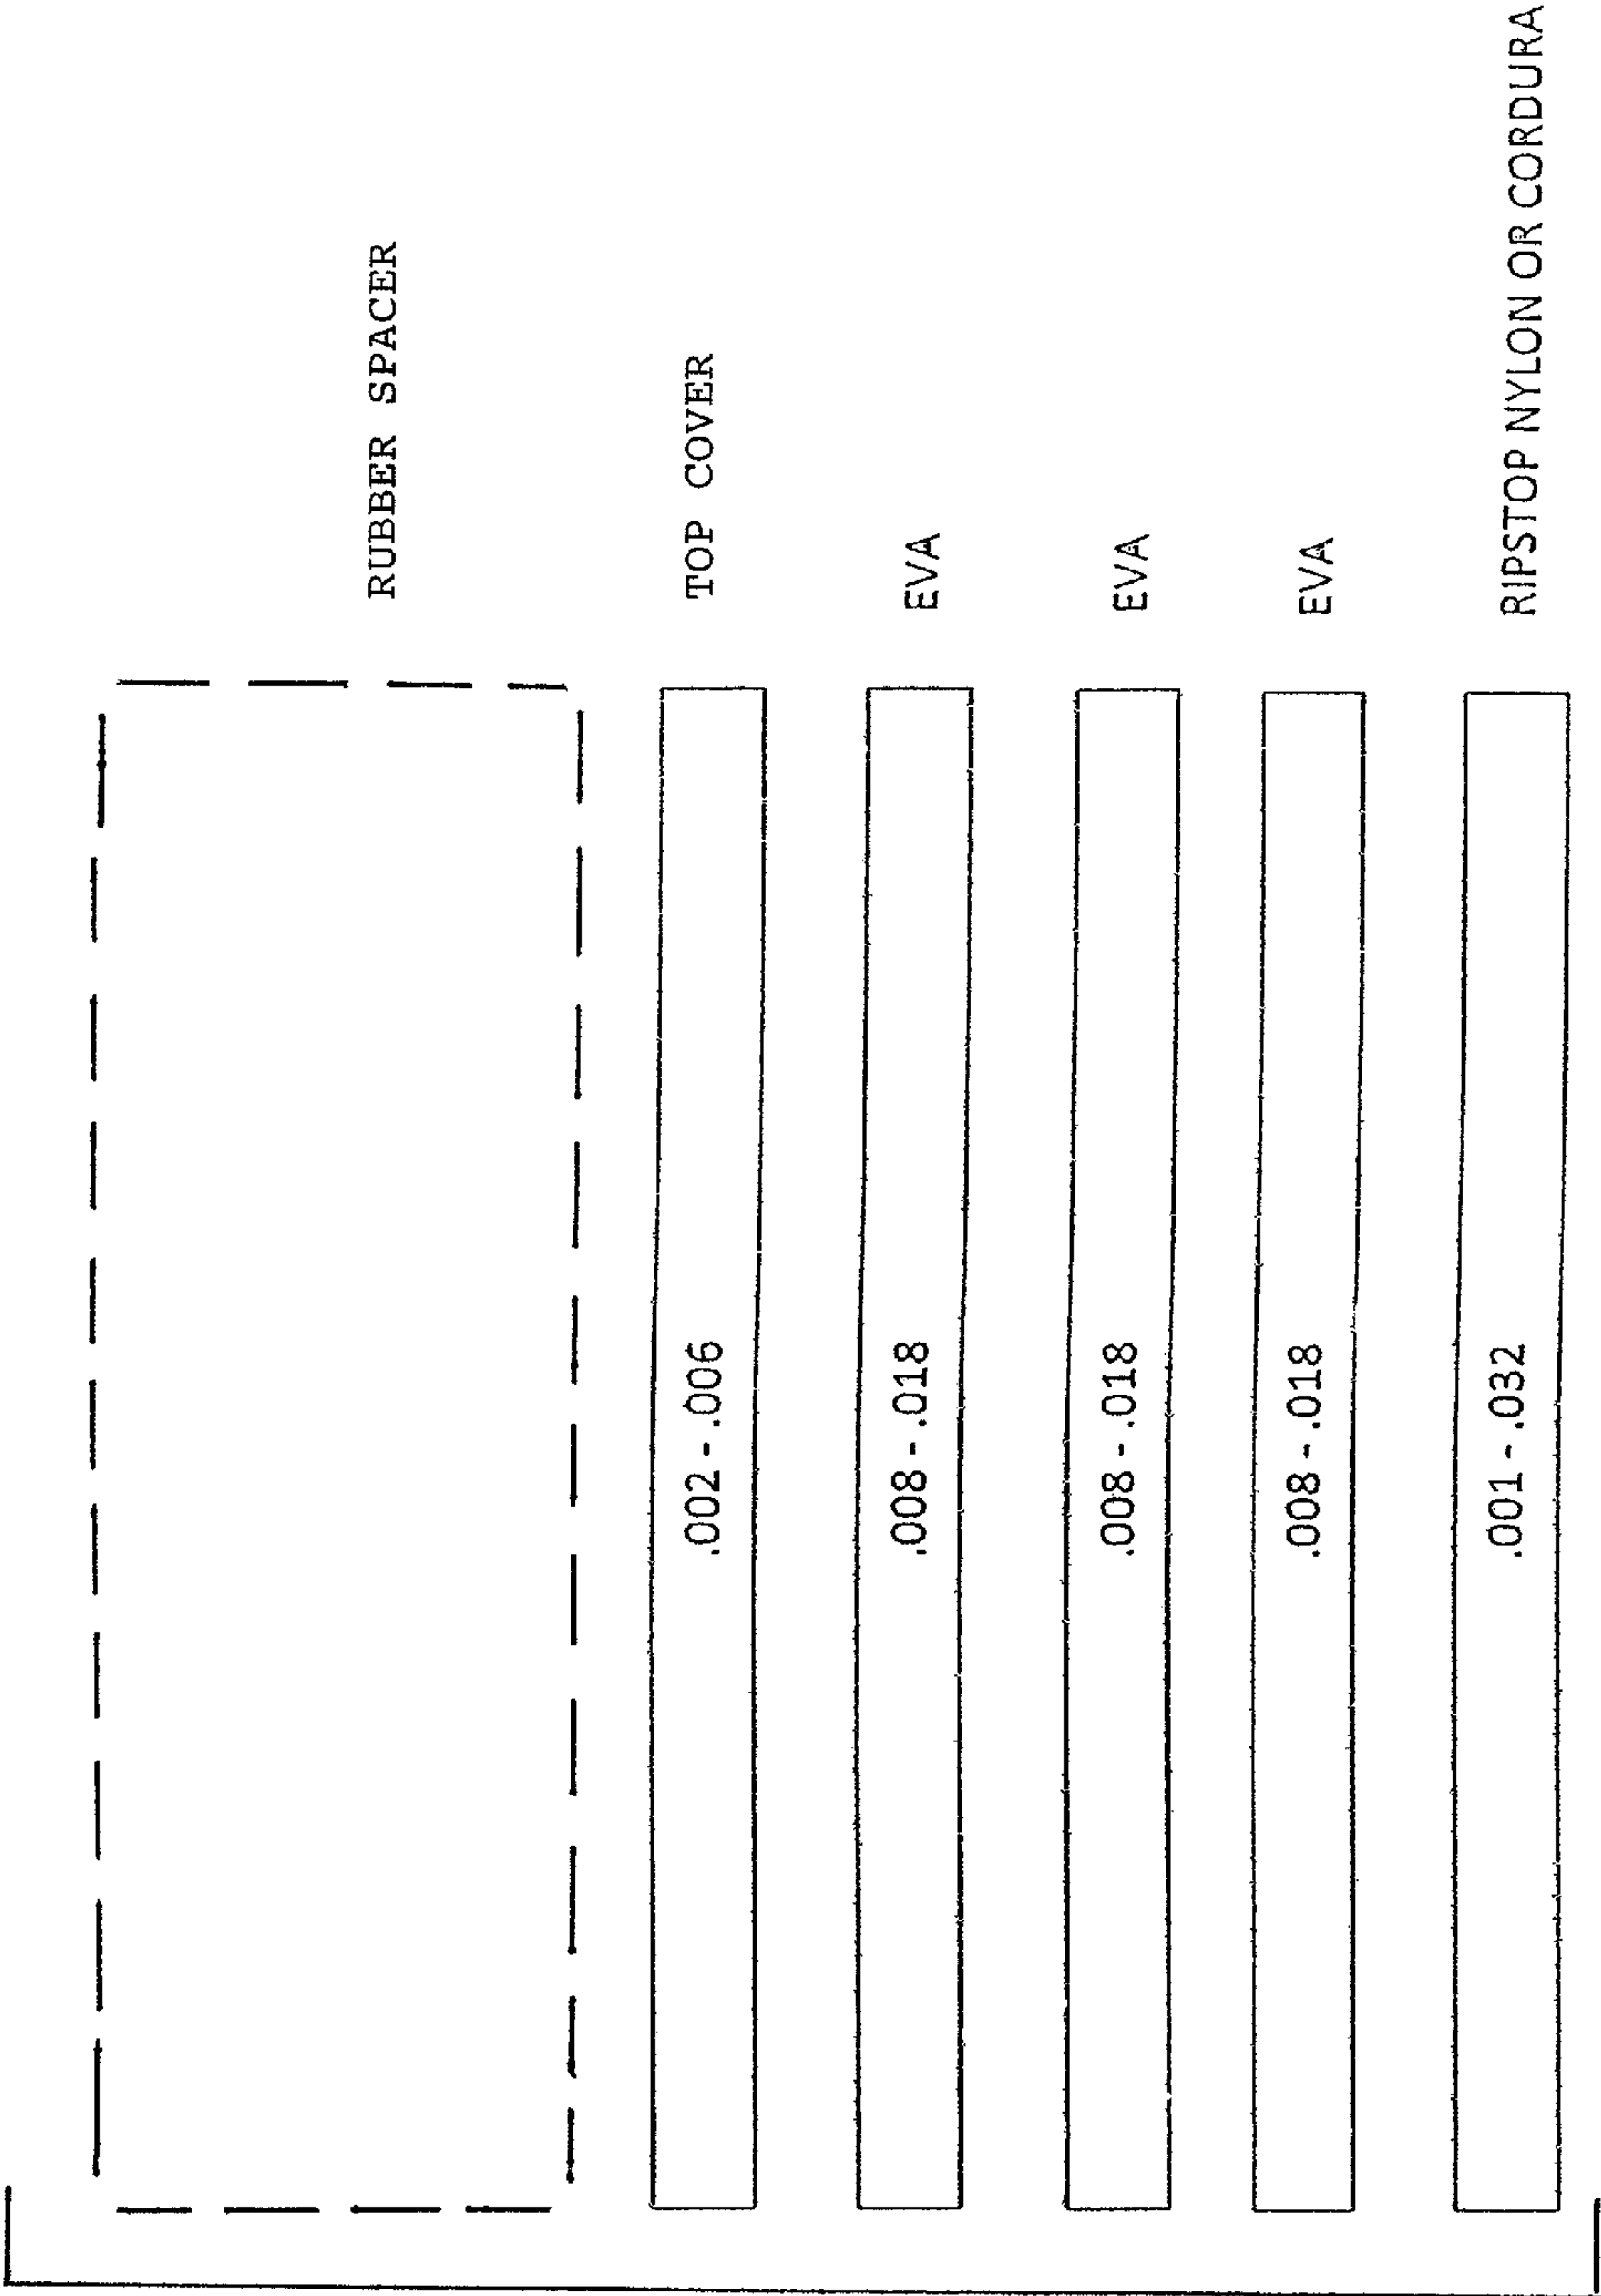 RUBBER SPACER
.002 - .006 TOP COVER
.008 - .018 EVA
.008 - .018 EVA
.008 - .018 EVA
.001 - .032 RIPSTOP NYLON OR CORDURA